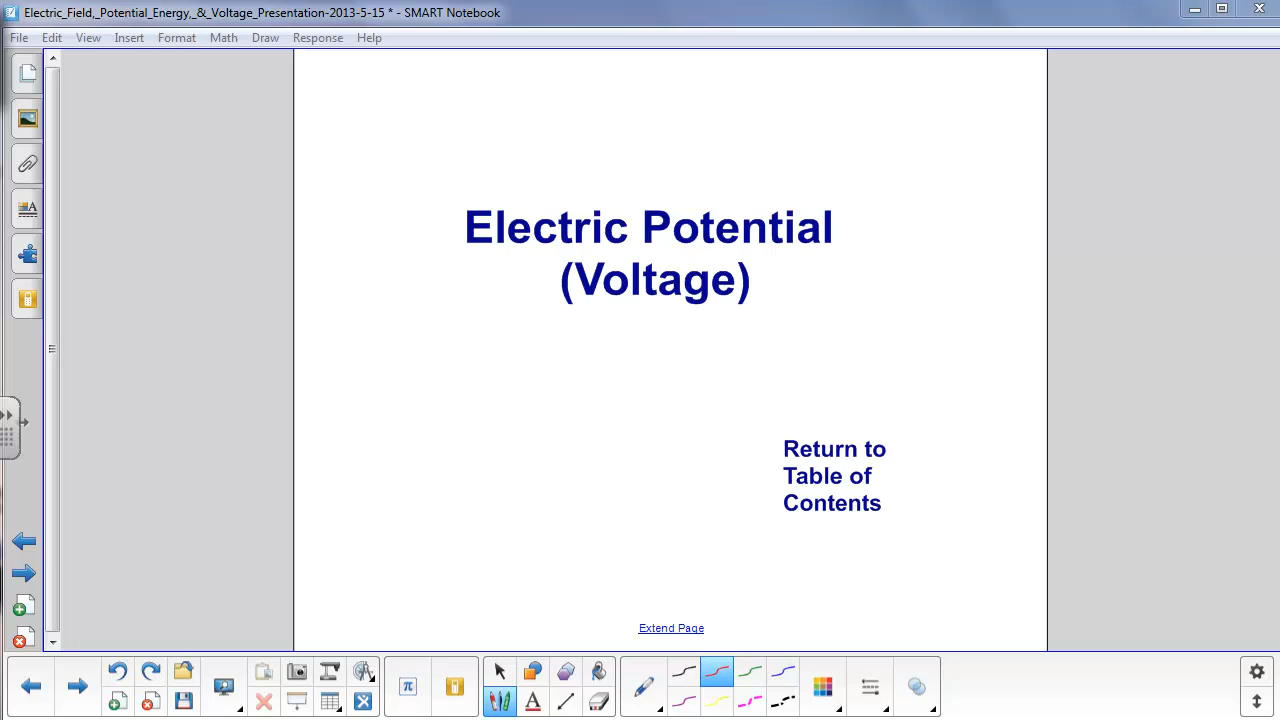 Electric_Field,_Potential_Energy,_&_Voltage_Presentation-2013-5-15 * - SMART Notebook
File Edit View Insert Format Math Draw Response Help
Electric Potential
(Voltage)
Return to
Table of
Contents
Extend Page